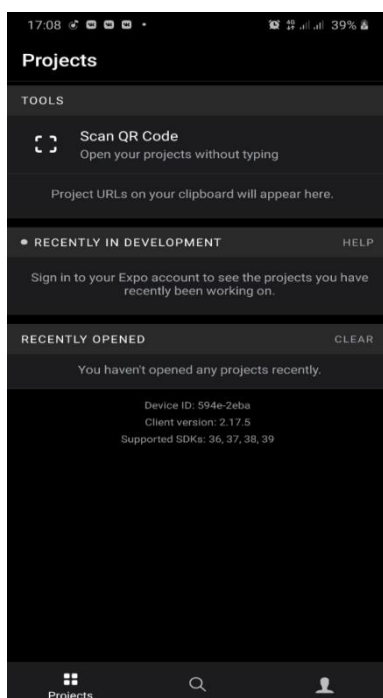 17:08 39%
Projects
TOOLS
Scan QR Code
Open your projects without typing
Project URLs on your clipboard will appear here.
RECENTLY IN DEVELOPMENT HELP
Sign in to your Expo account to see the projects you have
recently been working on.
RECENTLY OPENED CLEAR
You haven't opened any projects recently.
Device ID: 594e-2eba
Client version: 2.17.5
Supported SDKs: 36, 37, 38, 39
Projects